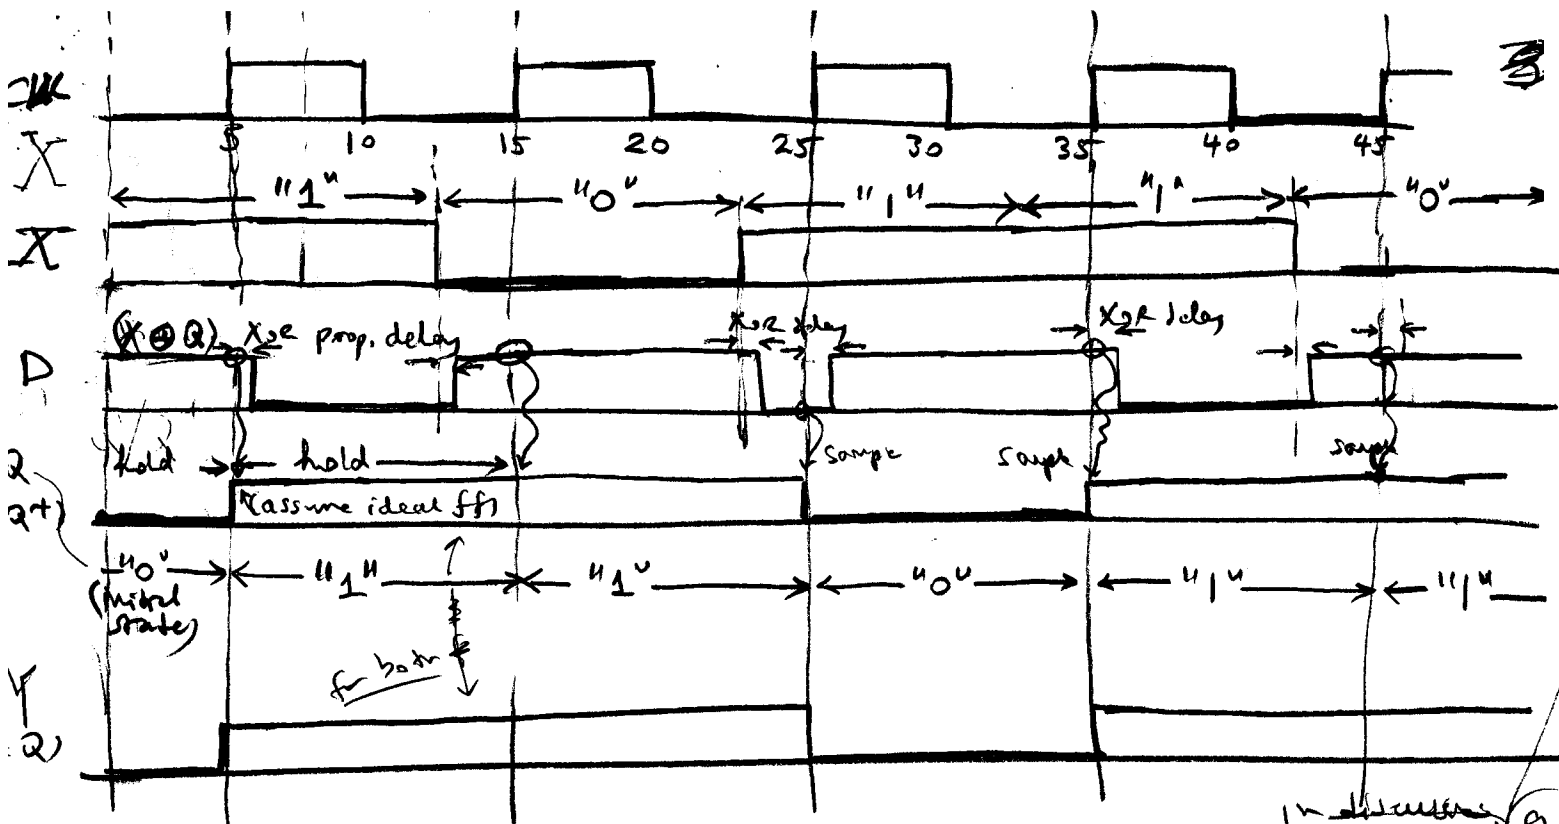 X
5 10 15 20 25 30 35 40 45
"1" "0" "1" "1" "0"
X
(X ⊕ Q) XOR prop. delay XOR delay XOR delay
D
hold hold sample sample sample
Q
Q+)
(assume ideal ff)
"0" "1" "1" "0" "1" "1"
(initial
state)
for both
Y
Q)